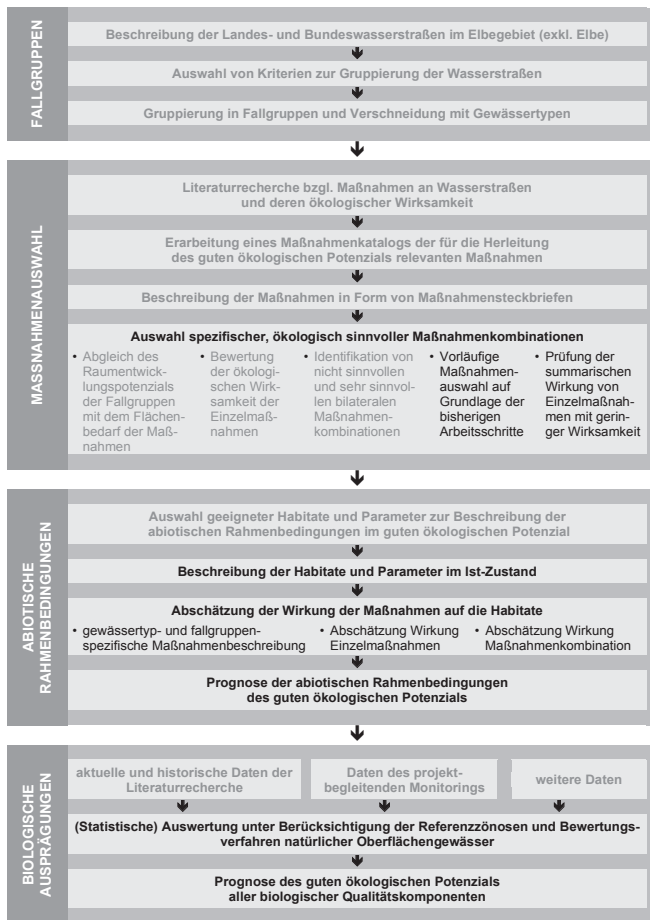 FALLGRUPPEN
Beschreibung der Landes- und Bundeswasserstraßen im Elbegebiet (exkl. Elbe)
Auswahl von Kriterien zur Gruppierung der Wasserstraßen
Gruppierung in Fallgruppen und Verschneidung mit Gewässertypen
MASSNAHMENAUSWAHL
Literaturrecherche bzgl. Maßnahmen an Wasserstraßen
und deren ökologischer Wirksamkeit
Erarbeitung eines Maßnahmenkatalogs der für die Herleitung
des guten ökologischen Potenzials relevanten Maßnahmen
Beschreibung der Maßnahmen in Form von Maßnahmensteckbriefen
Auswahl spezifischer, ökologisch sinnvoller Maßnahmenkombinationen
• Abgleich des
Raumentwick-
lungspotenzials
der Fallgruppen
mit dem Flächen-
bedarf der Maß-
nahmen
• Bewertung
der ökologi-
schen Wirk-
samkeit der
Einzelmaß-
nahmen
• Identifikation von
nicht sinnvollen
und sehr sinnvol-
len bilateralen
Maßnahmen-
kombinationen
• Vorläufige
Maßnahmen-
auswahl auf
Grundlage der
bisherigen
Arbeitsschritte
• Prüfung der
summarischen
Wirkung von
Einzelmaßnah-
men mit gerin-
ger Wirksamkeit
ABIOTISCHE
RAHMENBEDINGUNGEN
Auswahl geeigneter Habitate und Parameter zur Beschreibung der
abiotischen Rahmenbedingungen im guten ökologischen Potenzial
Beschreibung der Habitate und Parameter im Ist-Zustand
Abschätzung der Wirkung der Maßnahmen auf die Habitate
• gewässertyp- und fallgruppen-
spezifische Maßnahmenbeschreibung
• Abschätzung Wirkung
Einzelmaßnahmen
• Abschätzung Wirkung
Maßnahmenkombination
Prognose der abiotischen Rahmenbedingungen
des guten ökologischen Potenzials
BIOLOGISCHE
AUSPRÄGUNGEN
aktuelle und historische Daten der
Literaturrecherche
Daten des projekt-
begleitenden Monitorings
weitere Daten
(Statistische) Auswertung unter Berücksichtigung der Referenzzönosen und Bewertungs-
verfahren natürlicher Oberflächengewässer
Prognose des guten ökologischen Potenzials
aller biologischer Qualitätskomponenten